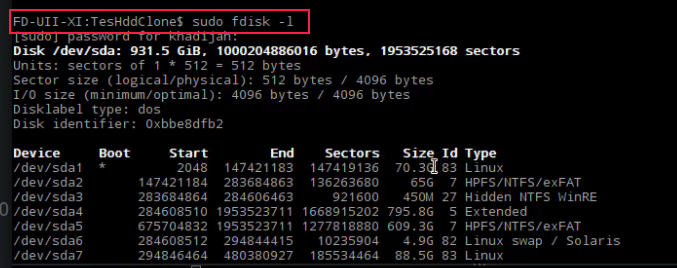 FD-UII-XI:TesHddClone$ sudo fdisk -l
[sudo] password for khadijah:
Disk /dev/sda: 931.5 GiB, 1000204886016 bytes, 1953525168 sectors
Units: sectors of 1 * 512 = 512 bytes
Sector size (logical/physical): 512 bytes / 4096 bytes
I/O size (minimum/optimal): 4096 bytes / 4096 bytes
Disklabel type: dos
Disk identifier: 0xbbe8dfb2
Device Boot Start End Sectors Size Id Type
/dev/sda1 * 2048 147421183 147419136 70.3G 83 Linux
/dev/sda2 147421184 283684863 136263680 65G 7 HPFS/NTFS/exFAT
/dev/sda3 283684864 284606463 921600 450M 27 Hidden NTFS WinRE
/dev/sda4 284608510 1953523711 1668915202 795.8G 5 Extended
/dev/sda5 675704832 1953523711 1277818880 609.3G 7 HPFS/NTFS/exFAT
/dev/sda6 284608512 294844415 10235904 4.9G 82 Linux swap / Solaris
/dev/sda7 294846464 480380927 185534464 88.5G 83 Linux